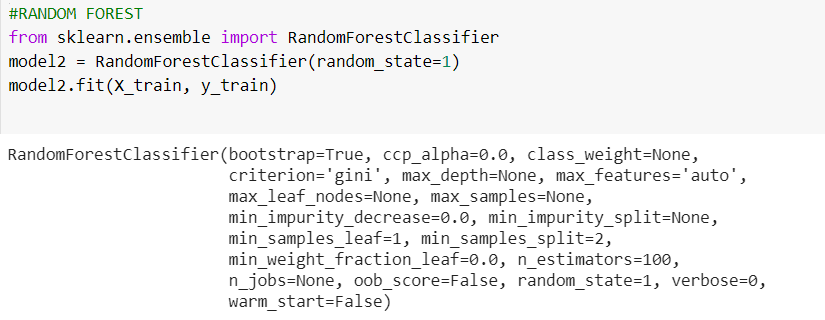 #RANDOM FOREST
from sklearn.ensemble import RandomForestClassifier
model2 = RandomForestClassifier(random_state=1)
model2.fit(X_train, y_train)
RandomForestClassifier(bootstrap=True, ccp_alpha=0.0, class_weight=None,
criterion='gini', max_depth=None, max_features='auto',
max_leaf_nodes=None, max_samples=None,
min_impurity_decrease=0.0, min_impurity_split=None,
min_samples_leaf=1, min_samples_split=2,
min_weight_fraction_leaf=0.0, n_estimators=100,
n_jobs=None, oob_score=False, random_state=1, verbose=0,
warm_start=False)